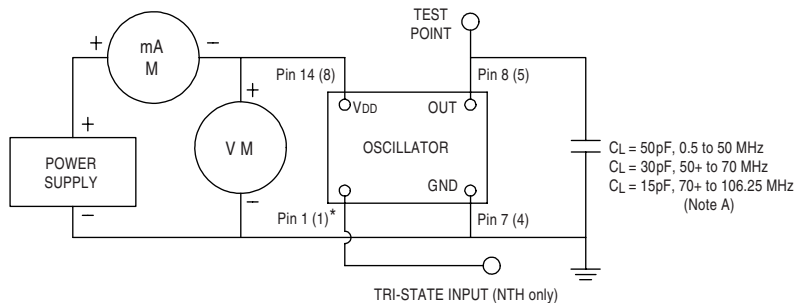 TEST
POINT
+
mA
M
−
Pin 14 (8)
Pin 8 (5)
+
+
VDD
OUT
V M
OSCILLATOR
POWER
SUPPLY
CL = 50pF, 0.5 to 50 MHz
CL = 30pF, 50+ to 70 MHz
CL = 15pF, 70+ to 106.25 MHz
(Note A)
GND
−
−
Pin 1 (1)*
Pin 7 (4)
TRI-STATE INPUT (NTH only)